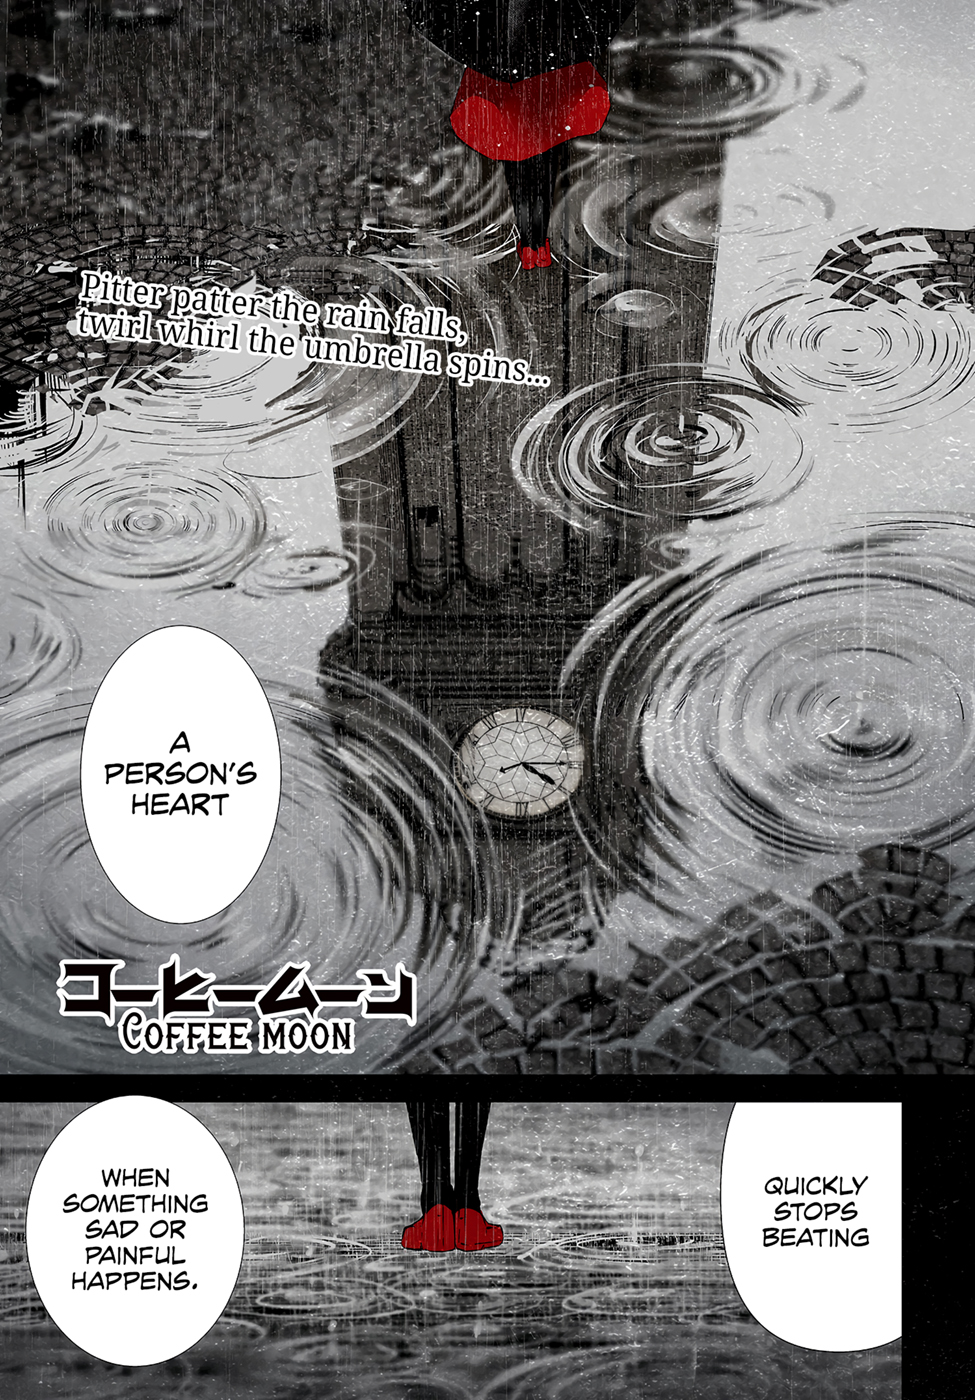 Pitter patter the rain falls,
twirl whirl the umbrella spins...
A
PERSON'S
HEART
コーヒームーン
COFFEE MOON
QUICKLY
STOPS
BEATING
WHEN
SOMETHING
SAD OR
PAINFUL
HAPPENS.